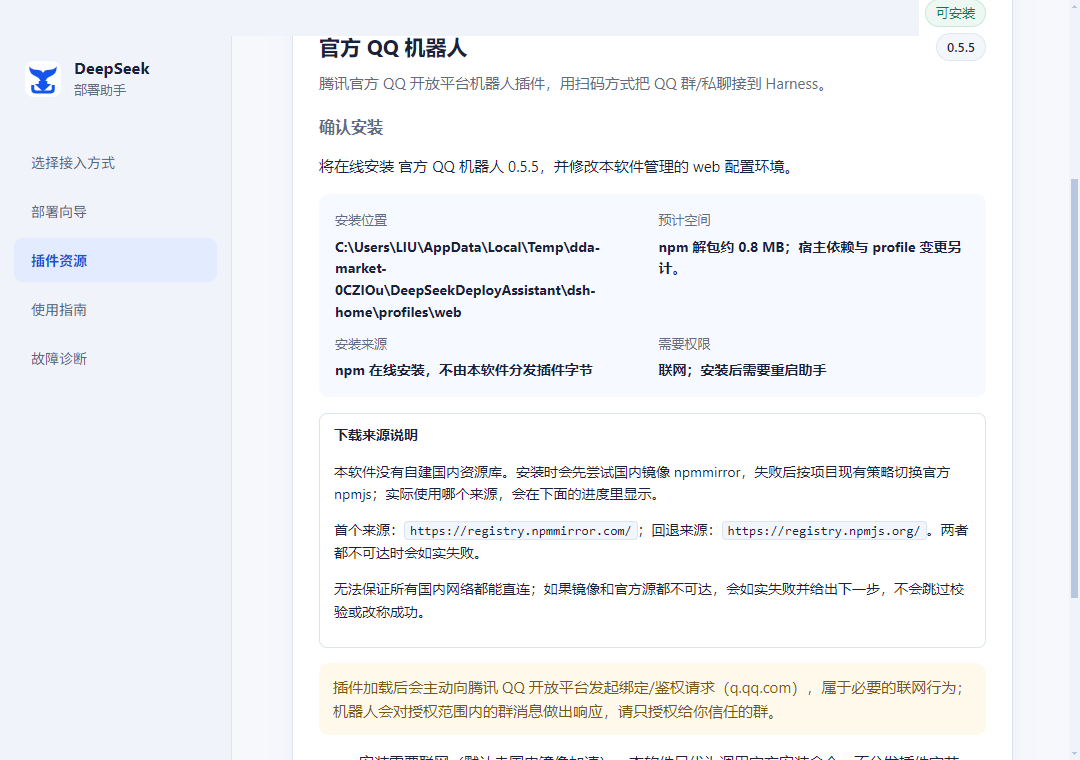 可安装
官方 QQ 机器人
0.5.5
DeepSeek
部署助手
腾讯官方 QQ 开放平台机器人插件，用扫码方式把 QQ 群/私聊接到 Harness。
确认安装
选择接入方式
将在线安装 官方 QQ 机器人 0.5.5，并修改本软件管理的 web 配置环境。
部署向导
插件资源
使用指南
故障诊断
安装位置
C:\Users\LIU\AppData\Local\Temp\dda-
market-
0CZIOu\DeepSeekDeployAssistant\dsh-
home\profiles\web
预计空间
npm 解包约 0.8 MB；宿主依赖与 profile 变更另
计。
安装来源
npm 在线安装，不由本软件分发插件字节
需要权限
联网；安装后需要重启助手
下载来源说明
本软件没有自建国内资源库。安装时会先尝试国内镜像 npmmirror，失败后按项目现有策略切换官方
npmjs；实际使用哪个来源，会在下面的进度里显示。
首个来源： https://registry.npmmirror.com/ ；回退来源： https://registry.npmjs.org/ 。两者
都不可达时会如实失败。
无法保证所有国内网络都能直连；如果镜像和官方源都不可达，会如实失败并给出下一步，不会跳过校
验或改称成功。
插件加载后会主动向腾讯 QQ 开放平台发起绑定/鉴权请求（q.qq.com），属于必要的联网行为；
机器人会对授权范围内的群消息做出响应，请只授权给你信任的群。